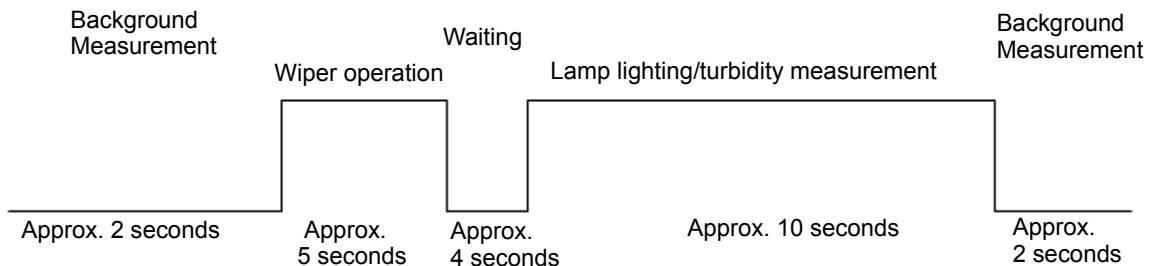 Background
Measurement
Waiting
Background
Measurement
Wiper operation
Lamp lighting/turbidity measurement
Approx. 2 seconds
Approx.
5 seconds
Approx.
4 seconds
Approx. 10 seconds
Approx.
2 seconds